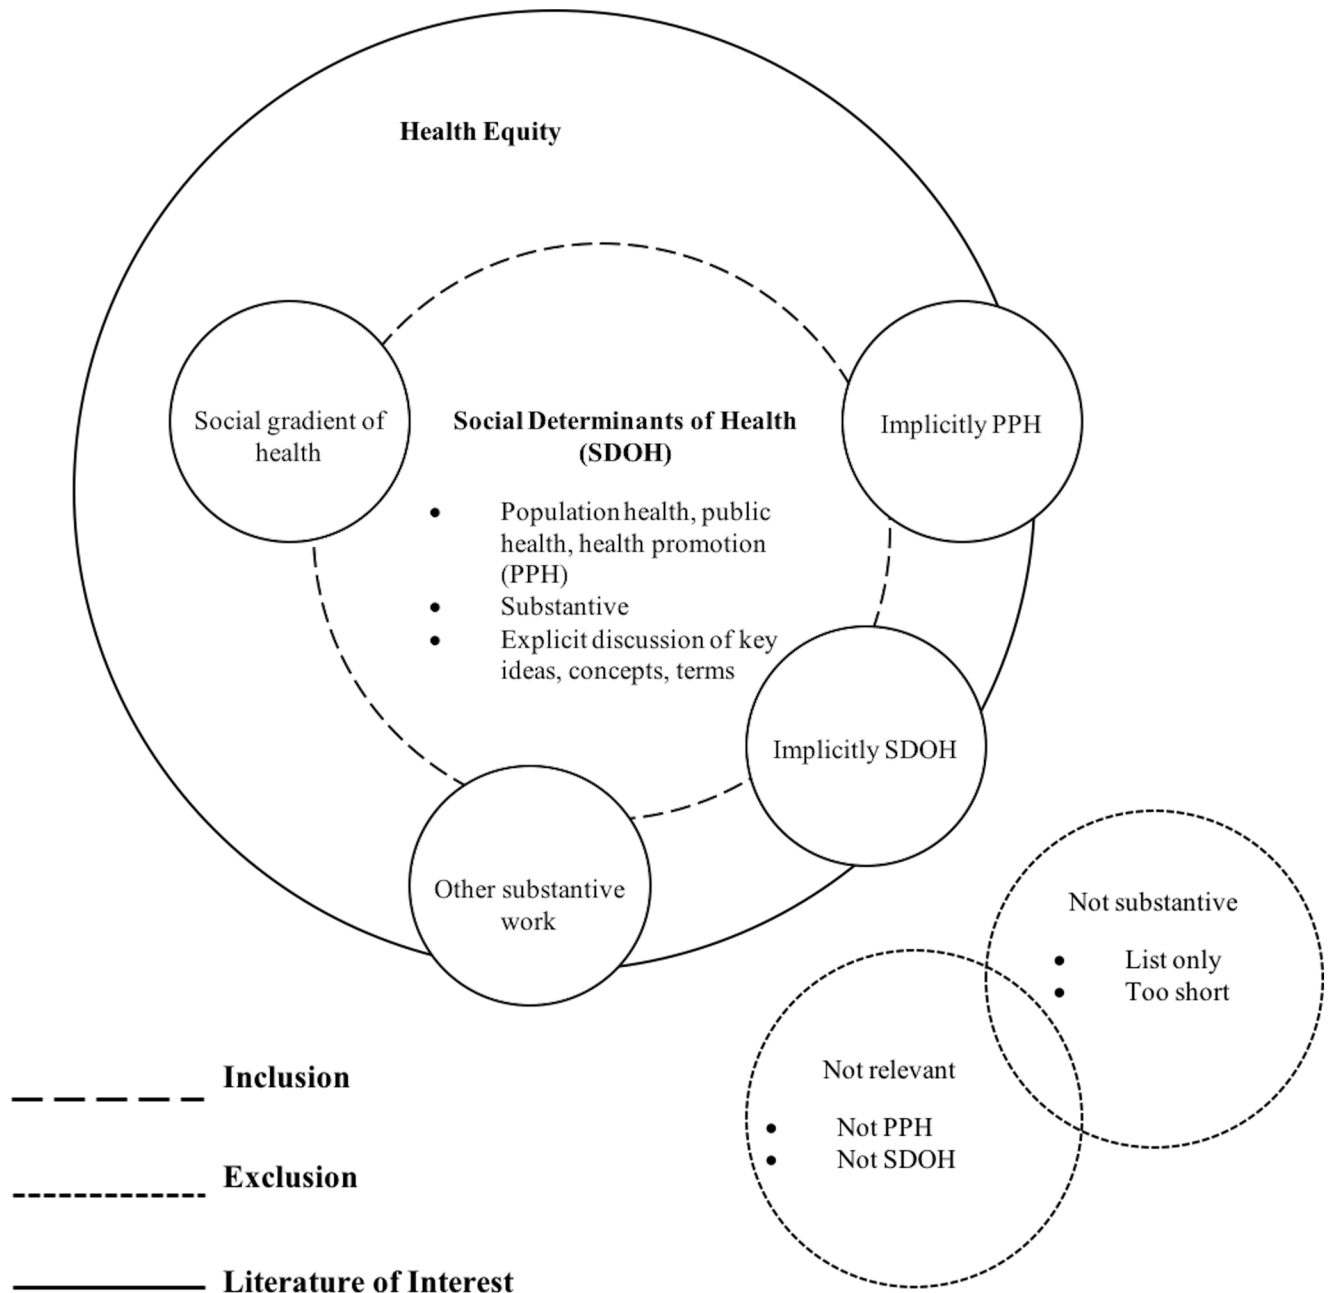 Health Equity
Social gradient of
health
Social Determinants of Health
(SDOH)
• Population health, public
health, health promotion
(PPH)
• Substantive
• Explicit discussion of key
ideas, concepts, terms
Implicitly PPH
Implicitly SDOH
Other substantive
work
Not substantive
• List only
• Too short
Not relevant
• Not PPH
• Not SDOH
Inclusion
Exclusion
Literature of Interest